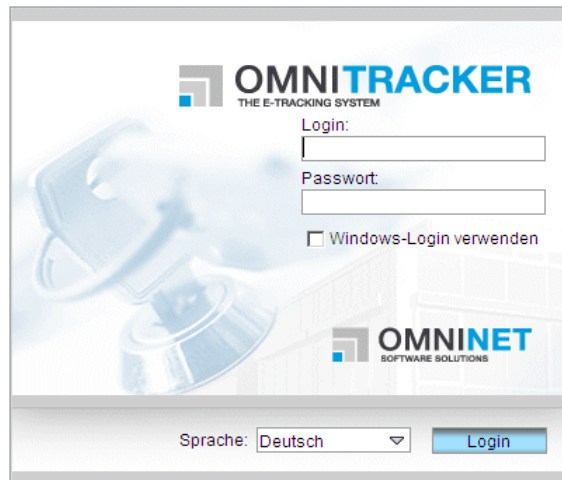 OMNITRACKER
THE E-TRACKING SYSTEM
Login:
Passwort:
Windows-Login verwenden
OMNINET
SOFTWARE SOLUTIONS
Sprache: Deutsch Login